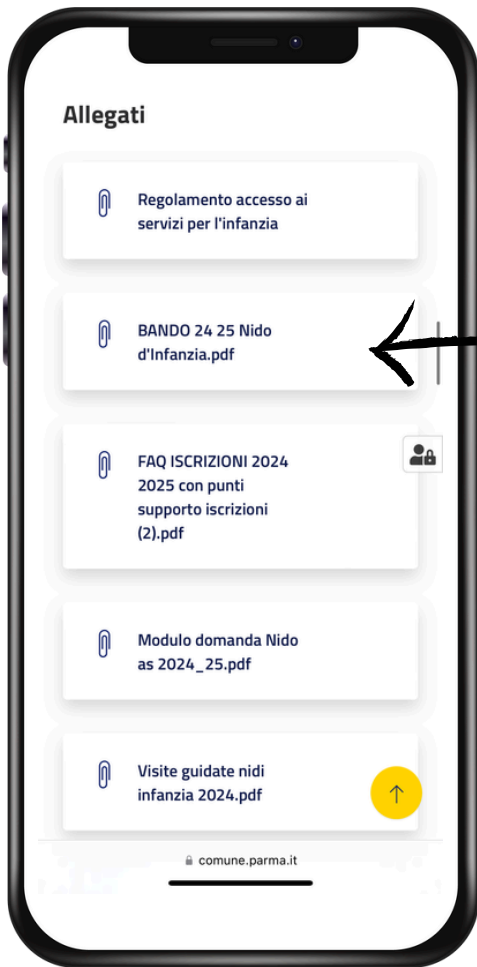 Allegati
Regolamento accesso ai
servizi per l'infanzia
BANDO 24 25 Nido
d'Infanzia.pdf
FAQ ISCRIZIONI 2024
2025 con punti
supporto iscrizioni
(2).pdf
Modulo domanda Nido
as 2024_25.pdf
Visite guidate nidi
infanzia 2024.pdf
comune.parma.it